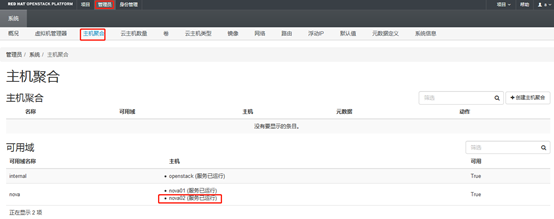 RED HAT OPENSTACK PLATFORM 项目 管理员 身份管理 项目 帮助
系统
概况 虚拟机管理器 主机聚合 云主机数量 卷 云主机类型 镜像 网络 路由 浮动IP 默认值 元数据定义 系统信息
管理员 / 系统 / 主机聚合
主机聚合
主机聚合 筛选 创建主机聚合
名称 可用域 主机 元数据 动作
没有要显示的条目。
可用域 筛选
可用域名称 主机 可用
internal openstack (服务已运行) True
nova01 (服务已运行)
nova True
nova02 (服务已运行)
正在显示 2 项